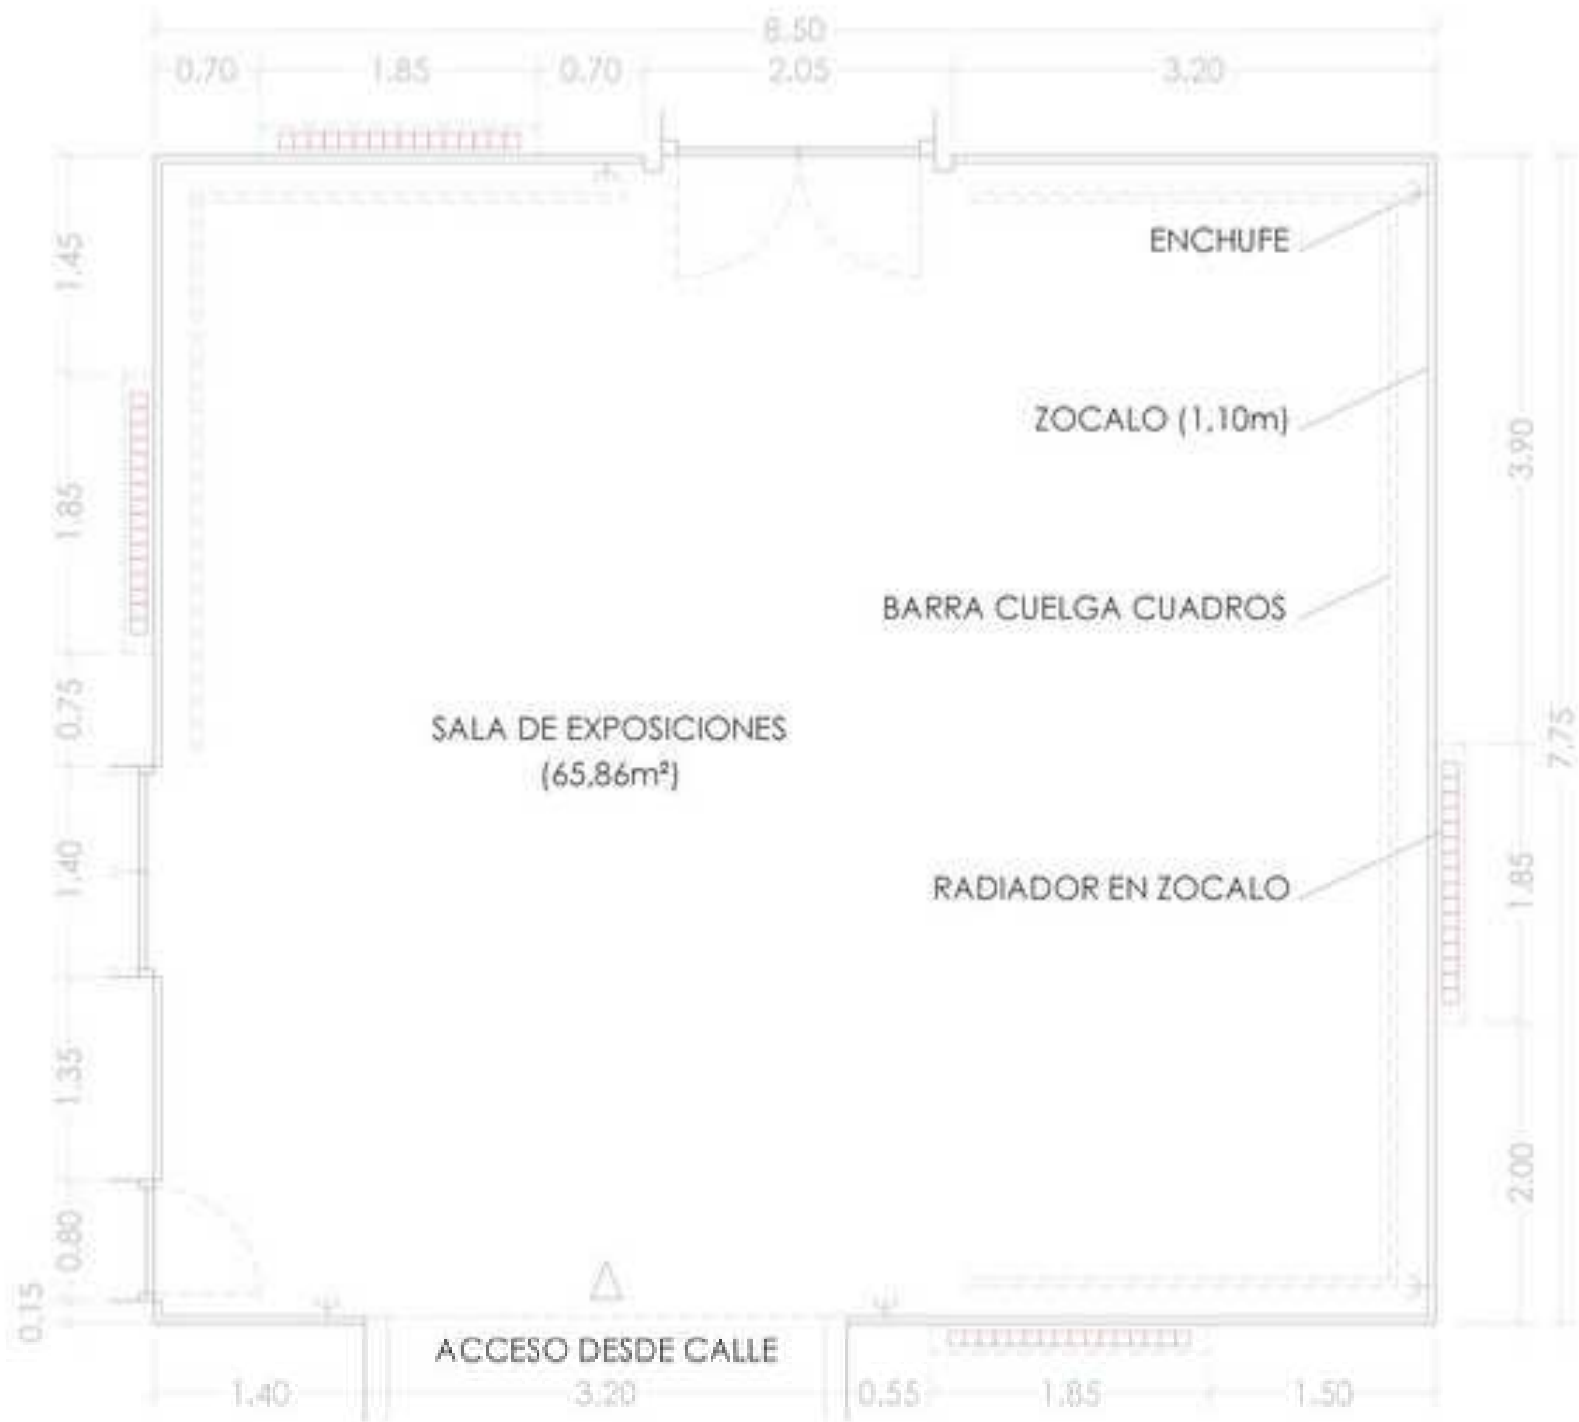 8.50
0.70 1.85 0.70 2.05 3.20
ENCHUFE
1.45
ZOCALO (1,10m)
3.90
1.85
BARRA CUELGA CUADROS
0.75
SALA DE EXPOSICIONES
(65,86m²)
7.75
1.40
RADIADOR EN ZOCALO
1.85
1.35
2.00
0.80
0.15
ACCESO DESDE CALLE
1.40 3.20 0.55 1.85 1.50